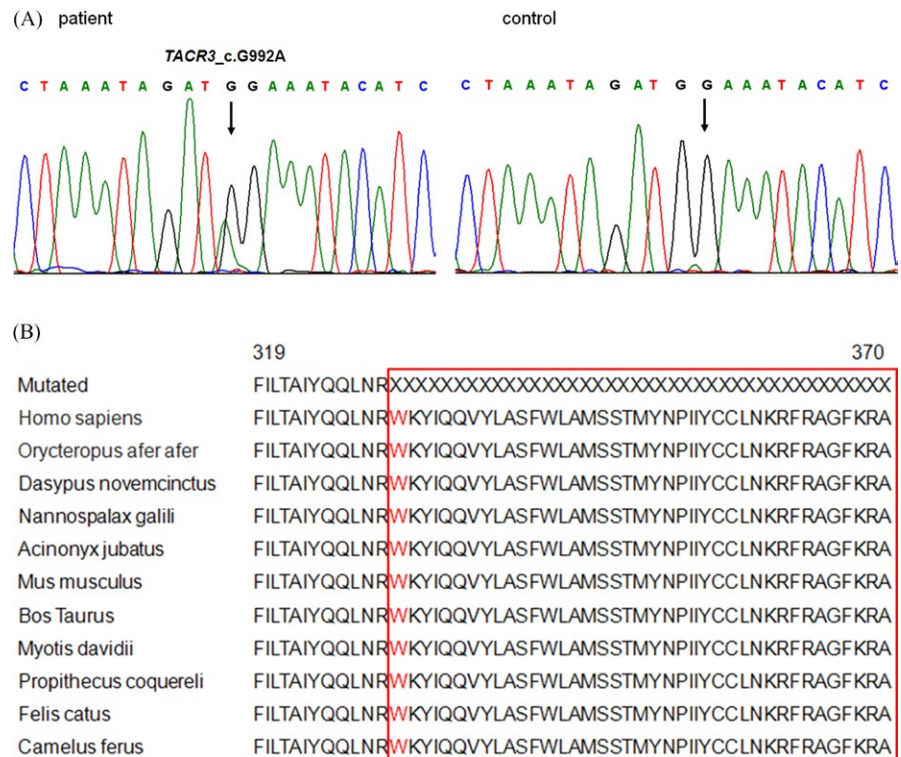 (A) patient control
TACR3_c.G992A
C T A A A T A G A T G G A A A T A C A T C C T A A A T A G A T G G A A A T A C A T C
(B)
319 370
Mutated FILTAIYQQLNRXXXXXXXXXXXXXXXXXXXXXXXXXXXXXXXXXXXXXXXX
Homo sapiens FILTAIYQQLNRWKYIQQVYLASFWLAMSSTMYNPIIYCCLNKRFRAGFKRA
Orycteropus afer afer FILTAIYQQLNRWKYIQQVYLASFWLAMSSTMYNPIIYCCLNKRFRAGFKRA
Dasypus novemcinctus FILTAIYQQLNRWKYIQQVYLASFWLAMSSTMYNPIIYCCLNKRFRAGFKRA
Nannospalax galili FILTAIYQQLNRWKYIQQVYLASFWLAMSSTMYNPIIYCCLNKRFRAGFKRA
Acinonyx jubatus FILTAIYQQLNRWKYIQQVYLASFWLAMSSTMYNPIIYCCLNKRFRAGFKRA
Mus musculus FILTAIYQQLNRWKYIQQVYLASFWLAMSSTMYNPIIYCCLNKRFRAGFKRA
Bos Taurus FILTAIYQQLNRWKYIQQVYLASFWLAMSSTMYNPIIYCCLNKRFRAGFKRA
Myotis davidii FILTAIYQQLNRWKYIQQVYLASFWLAMSSTMYNPIIYCCLNKRFRAGFKRA
Propithecus coquereli FILTAIYQQLNRWKYIQQVYLASFWLAMSSTMYNPIIYCCLNKRFRAGFKRA
Felis catus FILTAIYQQLNRWKYIQQVYLASFWLAMSSTMYNPIIYCCLNKRFRAGFKRA
Camelus ferus FILTAIYQQLNRWKYIQQVYLASFWLAMSSTMYNPIIYCCLNKRFRAGFKRA